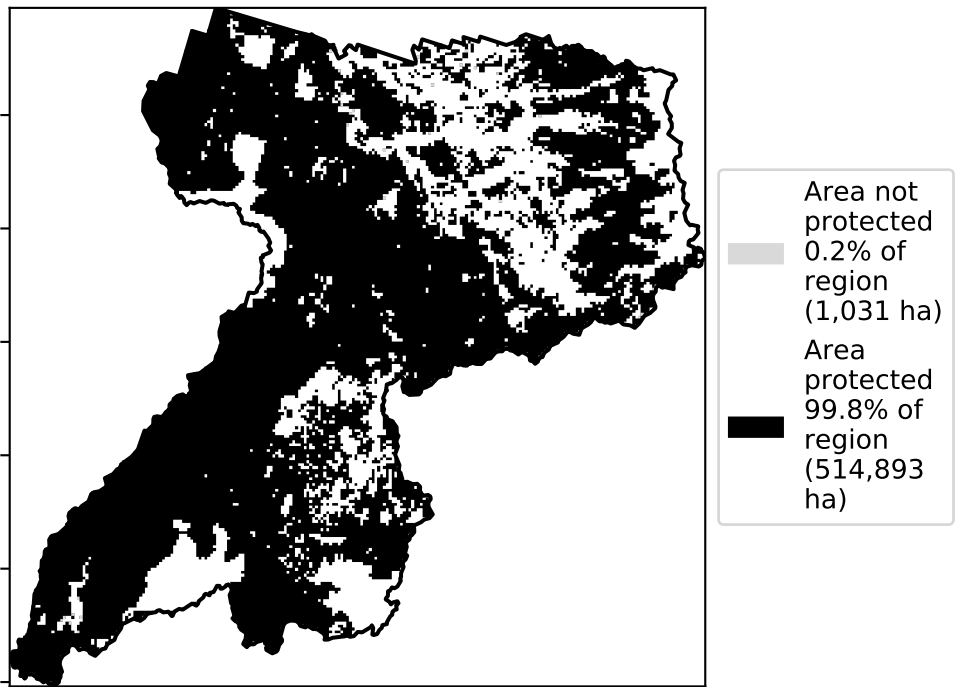 Area not
protected
0.2% of
region
(1,031 ha)
Area
protected
99.8% of
region
(514,893
ha)